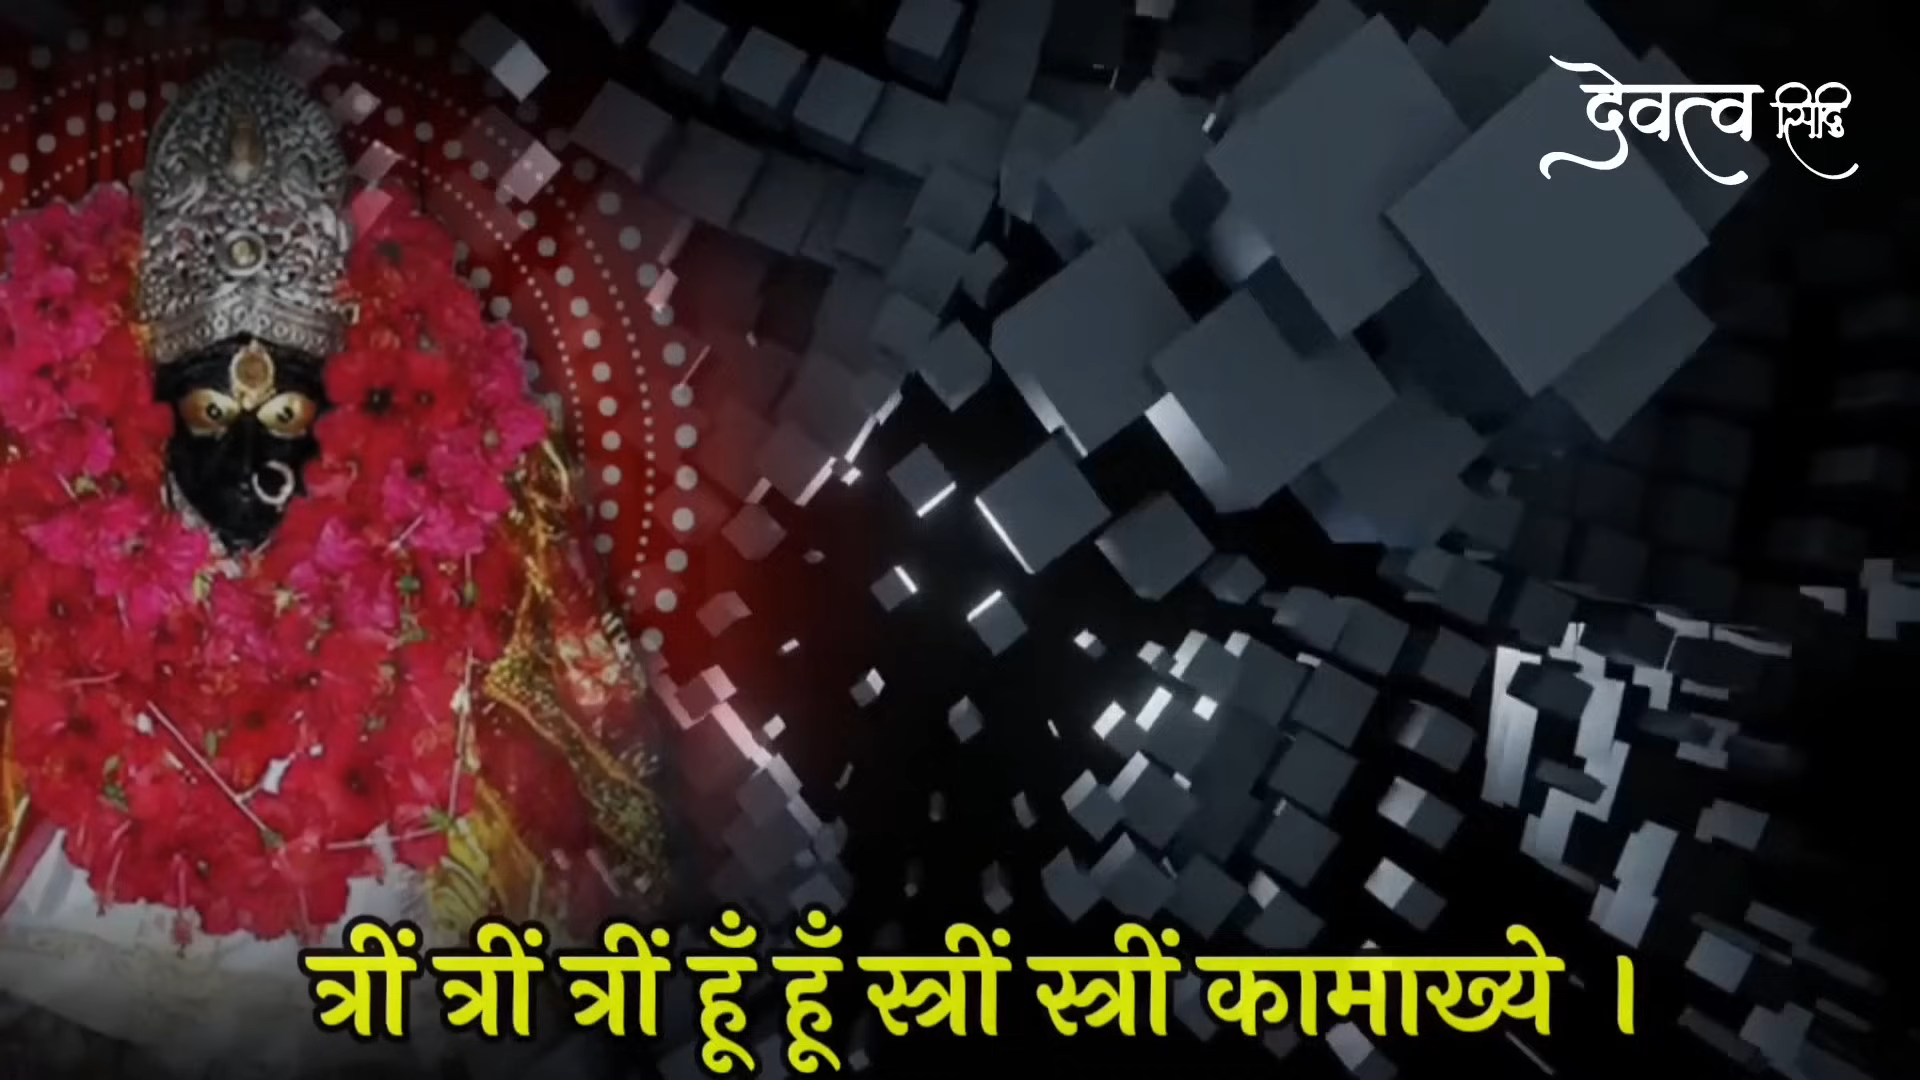 देवत्व सिद्धि
त्रीं त्रीं त्रीं हूँ हूँ स्त्रीं स्त्रीं कामाख्ये ।